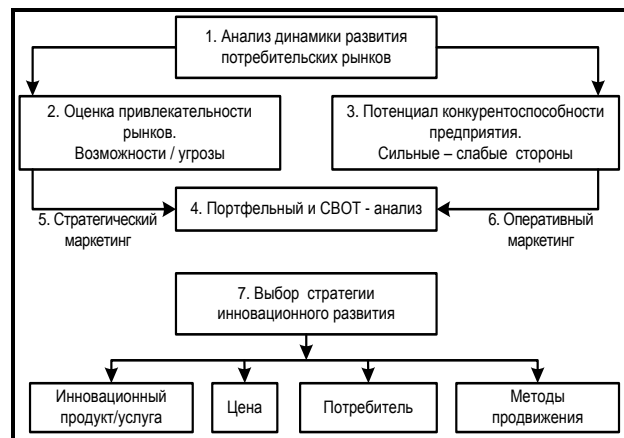 1. Анализ динамики развития
потребительских рынков
2. Оценка привлекательности
рынков.
Возможности / угрозы
3. Потенциал конкурентоспособности
предприятия.
Сильные – слабые стороны
4. Портфельный и СВОТ - анализ
5. Стратегический
маркетинг
6. Оперативный
маркетинг
7. Выбор стратегии
инновационного развития
Инновационный
продукт/услуга
Цена
Потребитель
Методы
продвижения